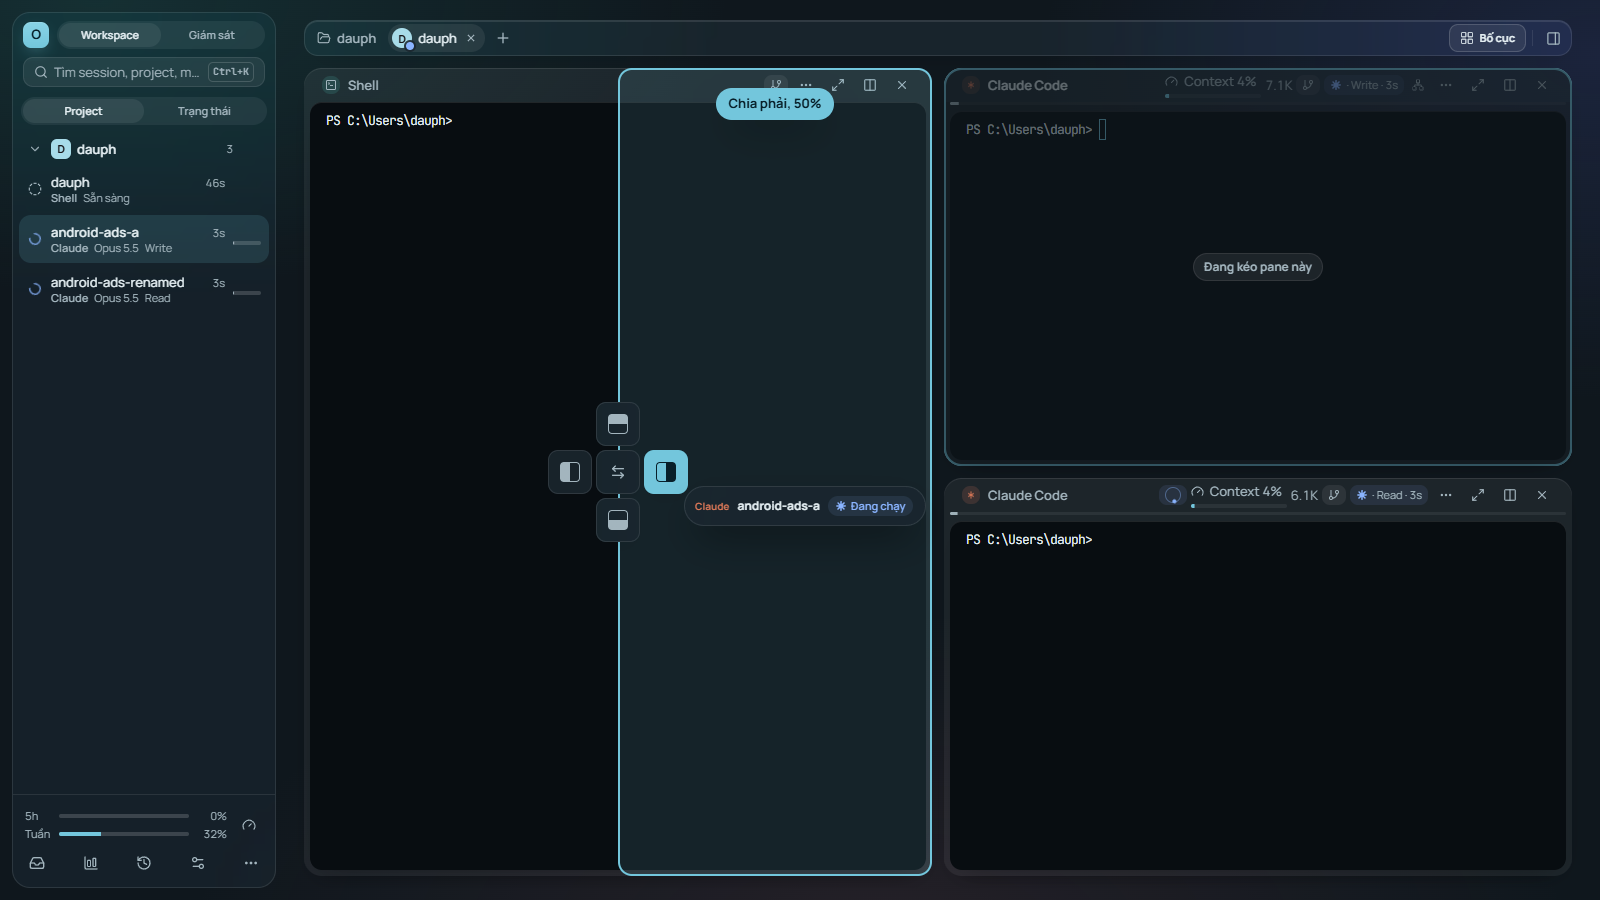 O
Workspace
Giám sát
Tìm session, project, m...
Ctrl+K
Project
Trạng thái
D dauph 3
dauph 46s
Shell Sẵn sàng
android-ads-a 3s
Claude Opus 5.5 Write
android-ads-renamed 3s
Claude Opus 5.5 Read
5h 0%
Tuần 32%
dauph
D dauph
Bố cục
Shell
Chia phải, 50%
PS C:\Users\dauph>
Claude android-ads-a Đang chạy
Claude Code Context 4% 7.1K · Write · 3s
PS C:\Users\dauph>
Đang kéo pane này
Claude Code Context 4% 6.1K · Read · 3s
PS C:\Users\dauph>